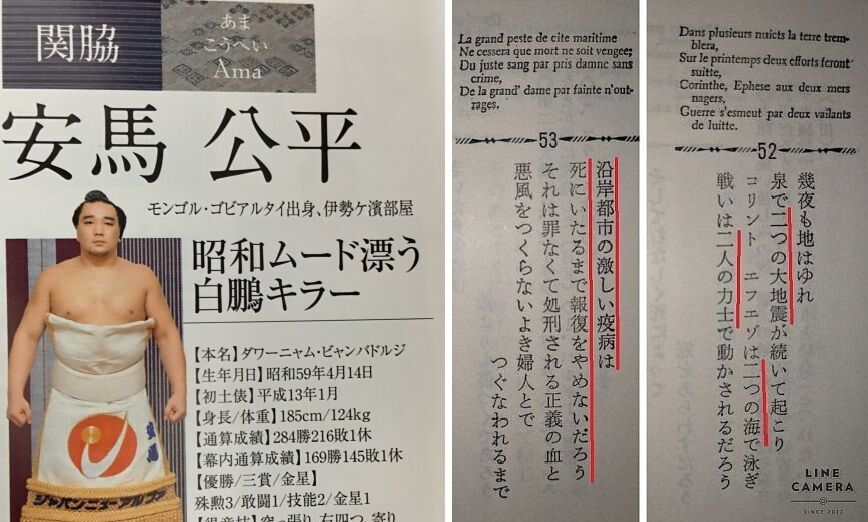 関脇
あま
こうへい
Ama
安馬 公平
モンゴル・ゴビアルタイ出身、伊勢ケ濱部屋
昭和ムード漂う
白鵬キラー
【本名】ダワーニャム・ビャンバドルジ
【生年月日】昭和59年4月14日
【初土俵】平成13年1月
【身長/体重】185cm/124kg
【通算成績】284勝216敗1休
【幕内通算成績】169勝145敗1休
【優勝/三賞/金星】
殊勲3/敢闘1/技能2/金星1
ジャパンニューアルファ
La grand peste de cite maritime
Ne cessera que mort ne soit vengee;
Du juste sang par pris damne sans
crime,
De la grand' dame par fainte n'out-
rages.
53
沿岸都市の激しい疫病は
死にいたるまで報復をやめないだろう
それは罪なくて処刑される正義の血と
悪風をつくらないよき婦人とで
つぐなわれるまで
Dans plusieurs nuicts la terre trem-
blera,
Sur le printemps deux efforts feront
suitte,
Corinthe, Ephese aux deux mers
nagers,
Guerre s'esmeut par deux vailants
de luitte.
52
幾夜も地はゆれ
泉で二つの大地震が続いて起こり
コリント エフエゾは二つの海で泳ぎ
戦いは二人の力士で動かされるだろう
LINE
CAMERA
SINCE 2012